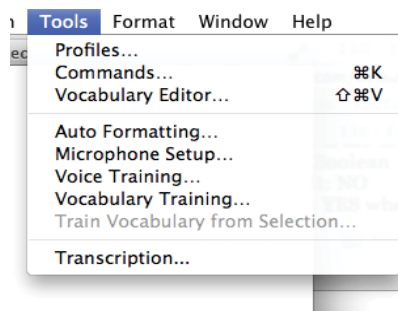 Tools Format Window Help
Profiles...
Commands... ⌘K
Vocabulary Editor... ⇧⌘V
Auto Formatting...
Microphone Setup...
Voice Training...
Vocabulary Training...
Train Vocabulary from Selection...
Transcription...